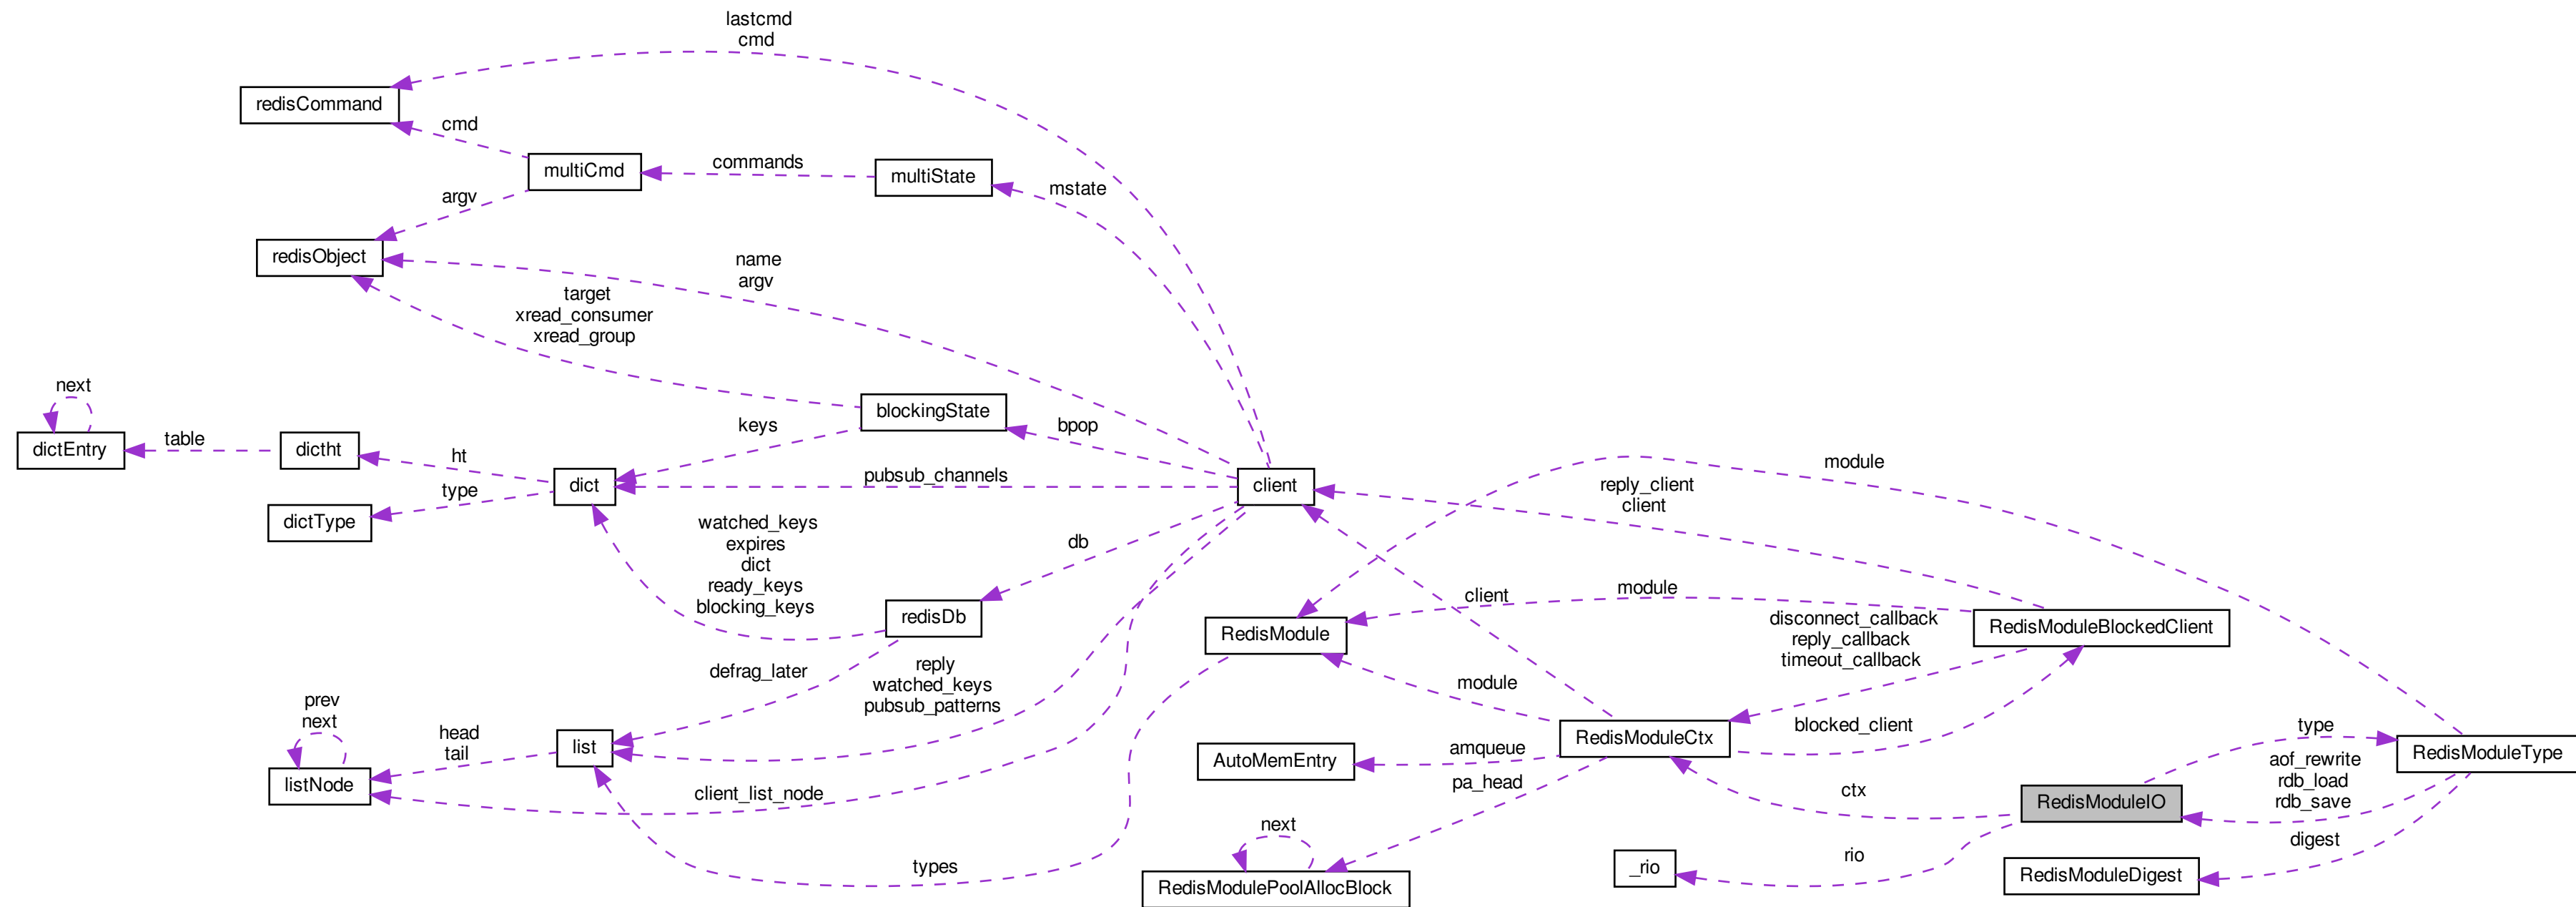 lastcmd
cmd
redisCommand
cmd
multiCmd
commands
multiState
mstate
argv
redisObject
name
argv
target
xread_consumer
xread_group
next
blockingState
keys
bpop
dictEntry
table
dictht
ht
type
dict
pubsub_channels
client
dictType
module
reply_client
client
watched_keys
expires
dict
ready_keys
blocking_keys
db
redisDb
client
module
RedisModule
disconnect_callback
reply_callback
timeout_callback
RedisModuleBlockedClient
defrag_later
reply
watched_keys
pubsub_patterns
module
prev
next
head
tail
list
listNode
client_list_node
blocked_client
RedisModuleCtx
amqueue
AutoMemEntry
pa_head
type
RedisModuleType
aof_rewrite
rdb_load
rdb_save
ctx
RedisModuleIO
next
types
RedisModulePoolAllocBlock
rio
_rio
digest
RedisModuleDigest